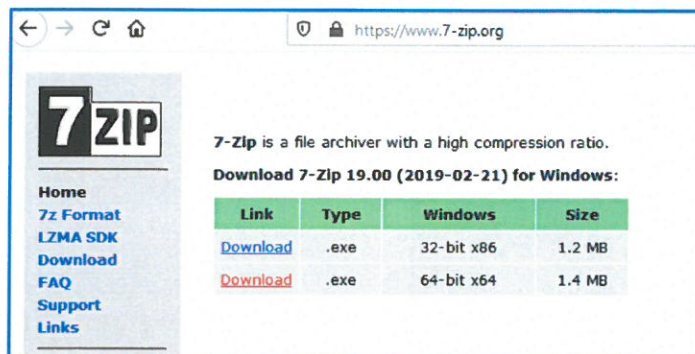 https://www.7-zip.org
7ZIP
7-Zip is a file archiver with a high compression ratio.
Download 7-Zip 19.00 (2019-02-21) for Windows:
Link Type Windows Size
Download .exe 32-bit x86 1.2 MB
Download .exe 64-bit x64 1.4 MB
Home
7z Format
LZMA SDK
Download
FAQ
Support
Links